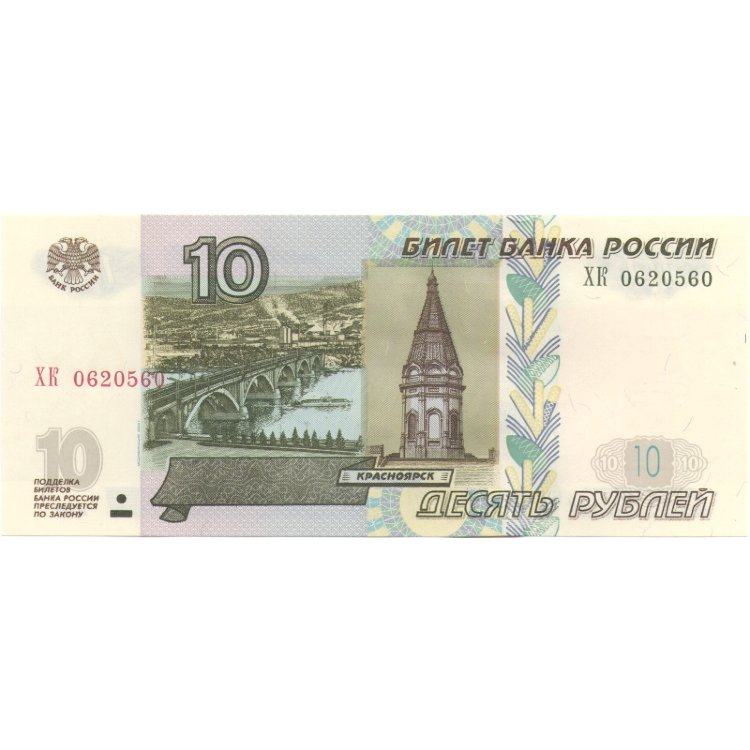 10
БИЛЕТ БАНКА РОССИИ
БАНК РОССИИ
ХК 0620560
ХК 0620560
10
КРАСНОЯРСК
10 10 10
ПОДДЕЛКА
БИЛЕТОВ
БАНКА РОССИИ
ПРЕСЛЕДУЕТСЯ
ПО ЗАКОНУ
ДЕСЯТЬ РУБЛЕЙ